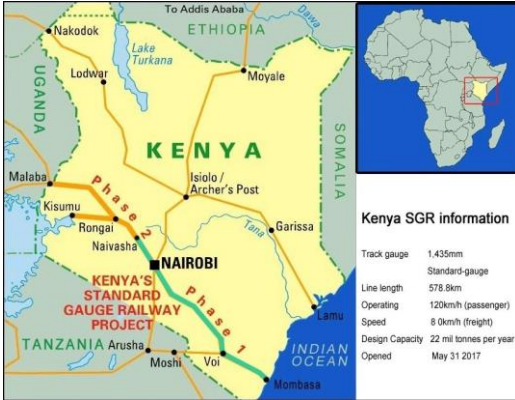 To Addis Ababa
Nakodok
ETHIOPIA
Dawa
Lake
Turkana
Lodwar
Moyale
UGANDA
KENYA
SOMALIA
Malaba
Phase 2
Isiolo /
Archer's Post
Kisumu
Rongai
Tana
Garissa
Naivasha
NAIROBI
KENYA'S
STANDARD
GAUGE RAILWAY
PROJECT
Phase 1
Lamu
TANZANIA
Arusha
Moshi
Voi
INDIAN
OCEAN
Mombasa
Kenya SGR information
Track gauge 1,435mm
Standard-gauge
Line length 578.8km
Operating 120km/h (passenger)
Speed 8 0km/h (freight)
Design Capacity 22 mil tonnes per year
Opened May 31 2017